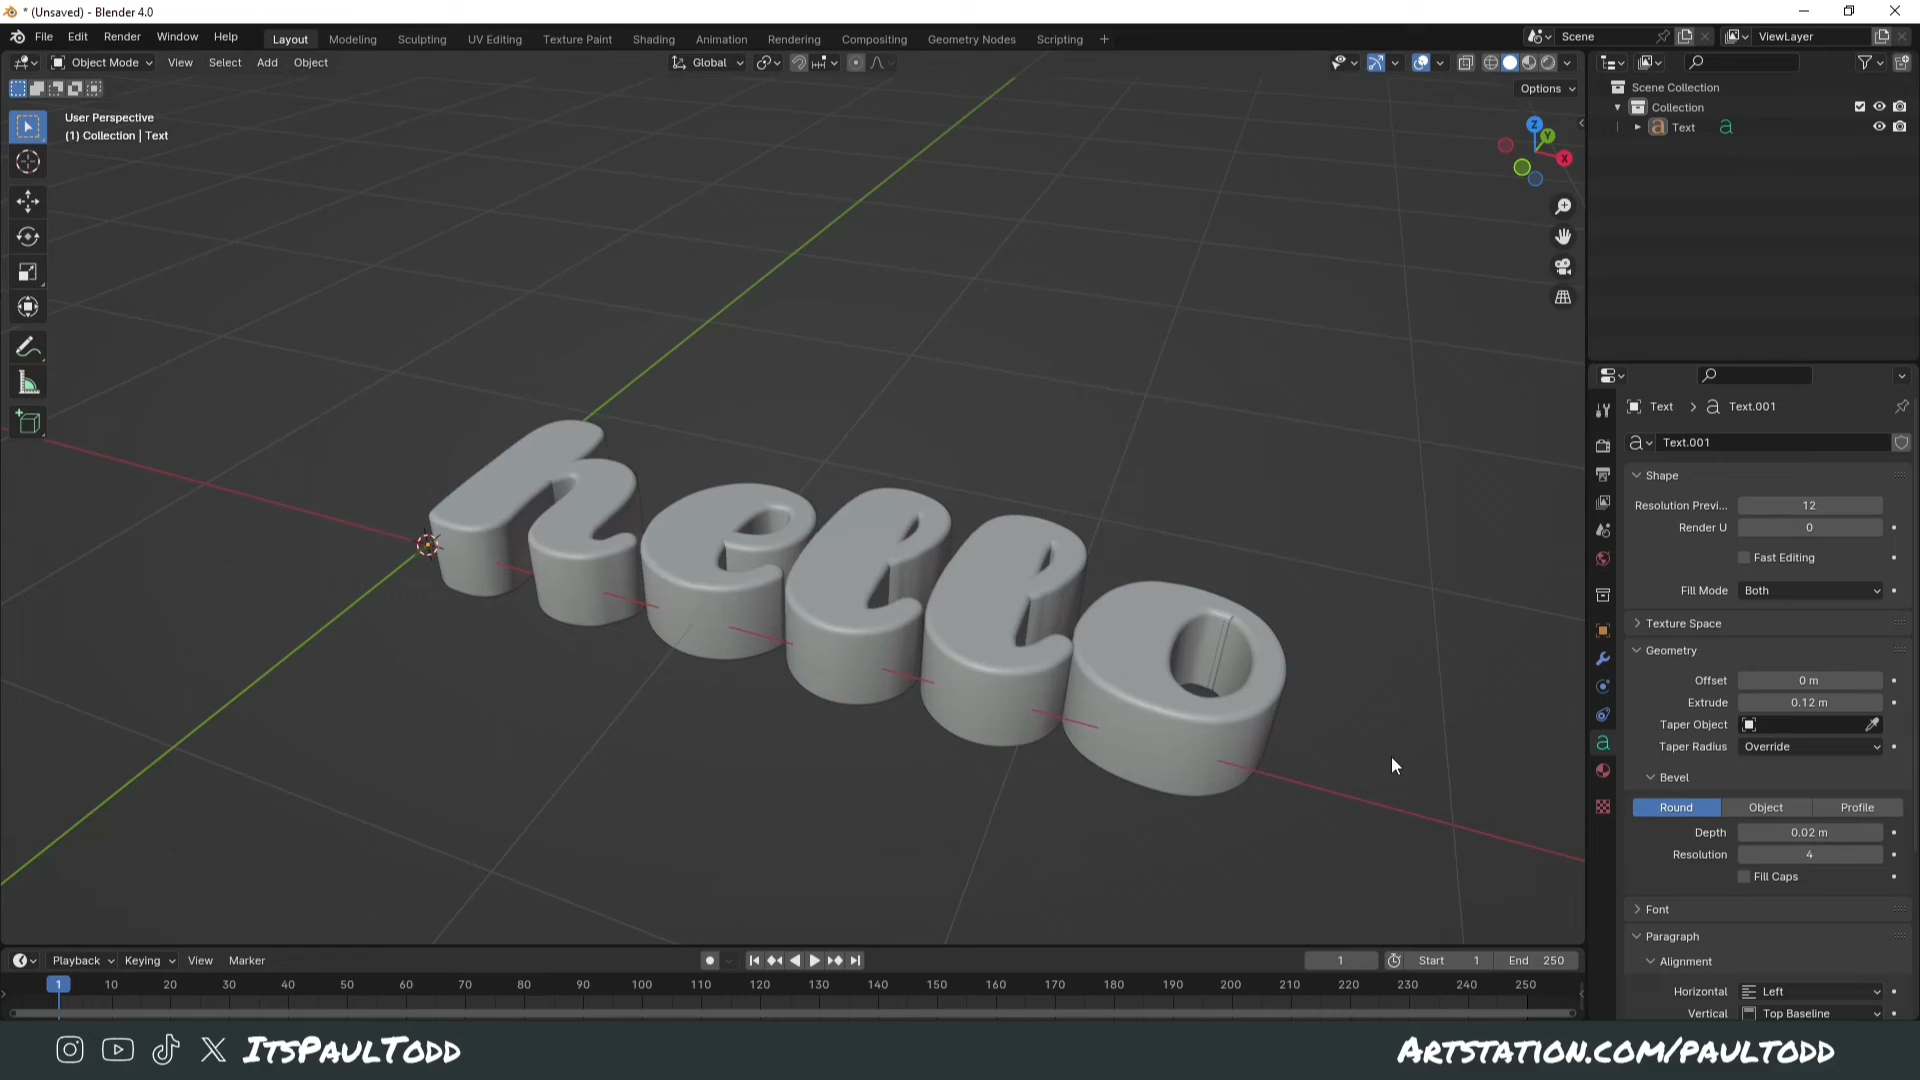 * (Unsaved) - Blender 4.0
File Edit Render Window Help Layout Modeling Sculpting UV Editing Texture Paint Shading Animation Rendering Compositing Geometry Nodes Scripting + Scene ViewLayer
Object Mode View Select Add Object Global
Options
User Perspective
(1) Collection | Text
Z
Y
X
hello
Scene Collection
Collection
Text
Text > Text.001
Text.001
Shape
Resolution Previ... 12
Render U 0
Fast Editing
Fill Mode Both
Texture Space
Geometry
Offset 0 m
Extrude 0.12 m
Taper Object
Taper Radius Override
Bevel
Round Object Profile
Depth 0.02 m
Resolution 4
Fill Caps
Font
Paragraph
Alignment
Horizontal Left
Vertical Top Baseline
Playback Keying View Marker 1 Start 1 End 250
1 10 20 30 40 50 60 70 80 90 100 110 120 130 140 150 160 170 180 190 200 210 220 230 240 250
ItsPaulTodd Artstation.com/paultodd